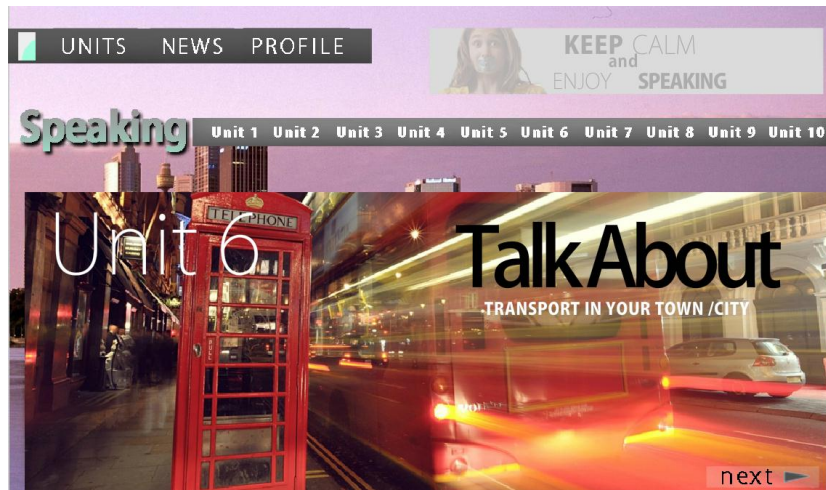 UNITS NEWS PROFILE
KEEP CALM
and
ENJOY SPEAKING
Speaking
Unit 1 Unit 2 Unit 3 Unit 4 Unit 5 Unit 6 Unit 7 Unit 8 Unit 9 Unit 10
TELEPHONE
Unit 6
Talk About
TRANSPORT IN YOUR TOWN /CITY
next